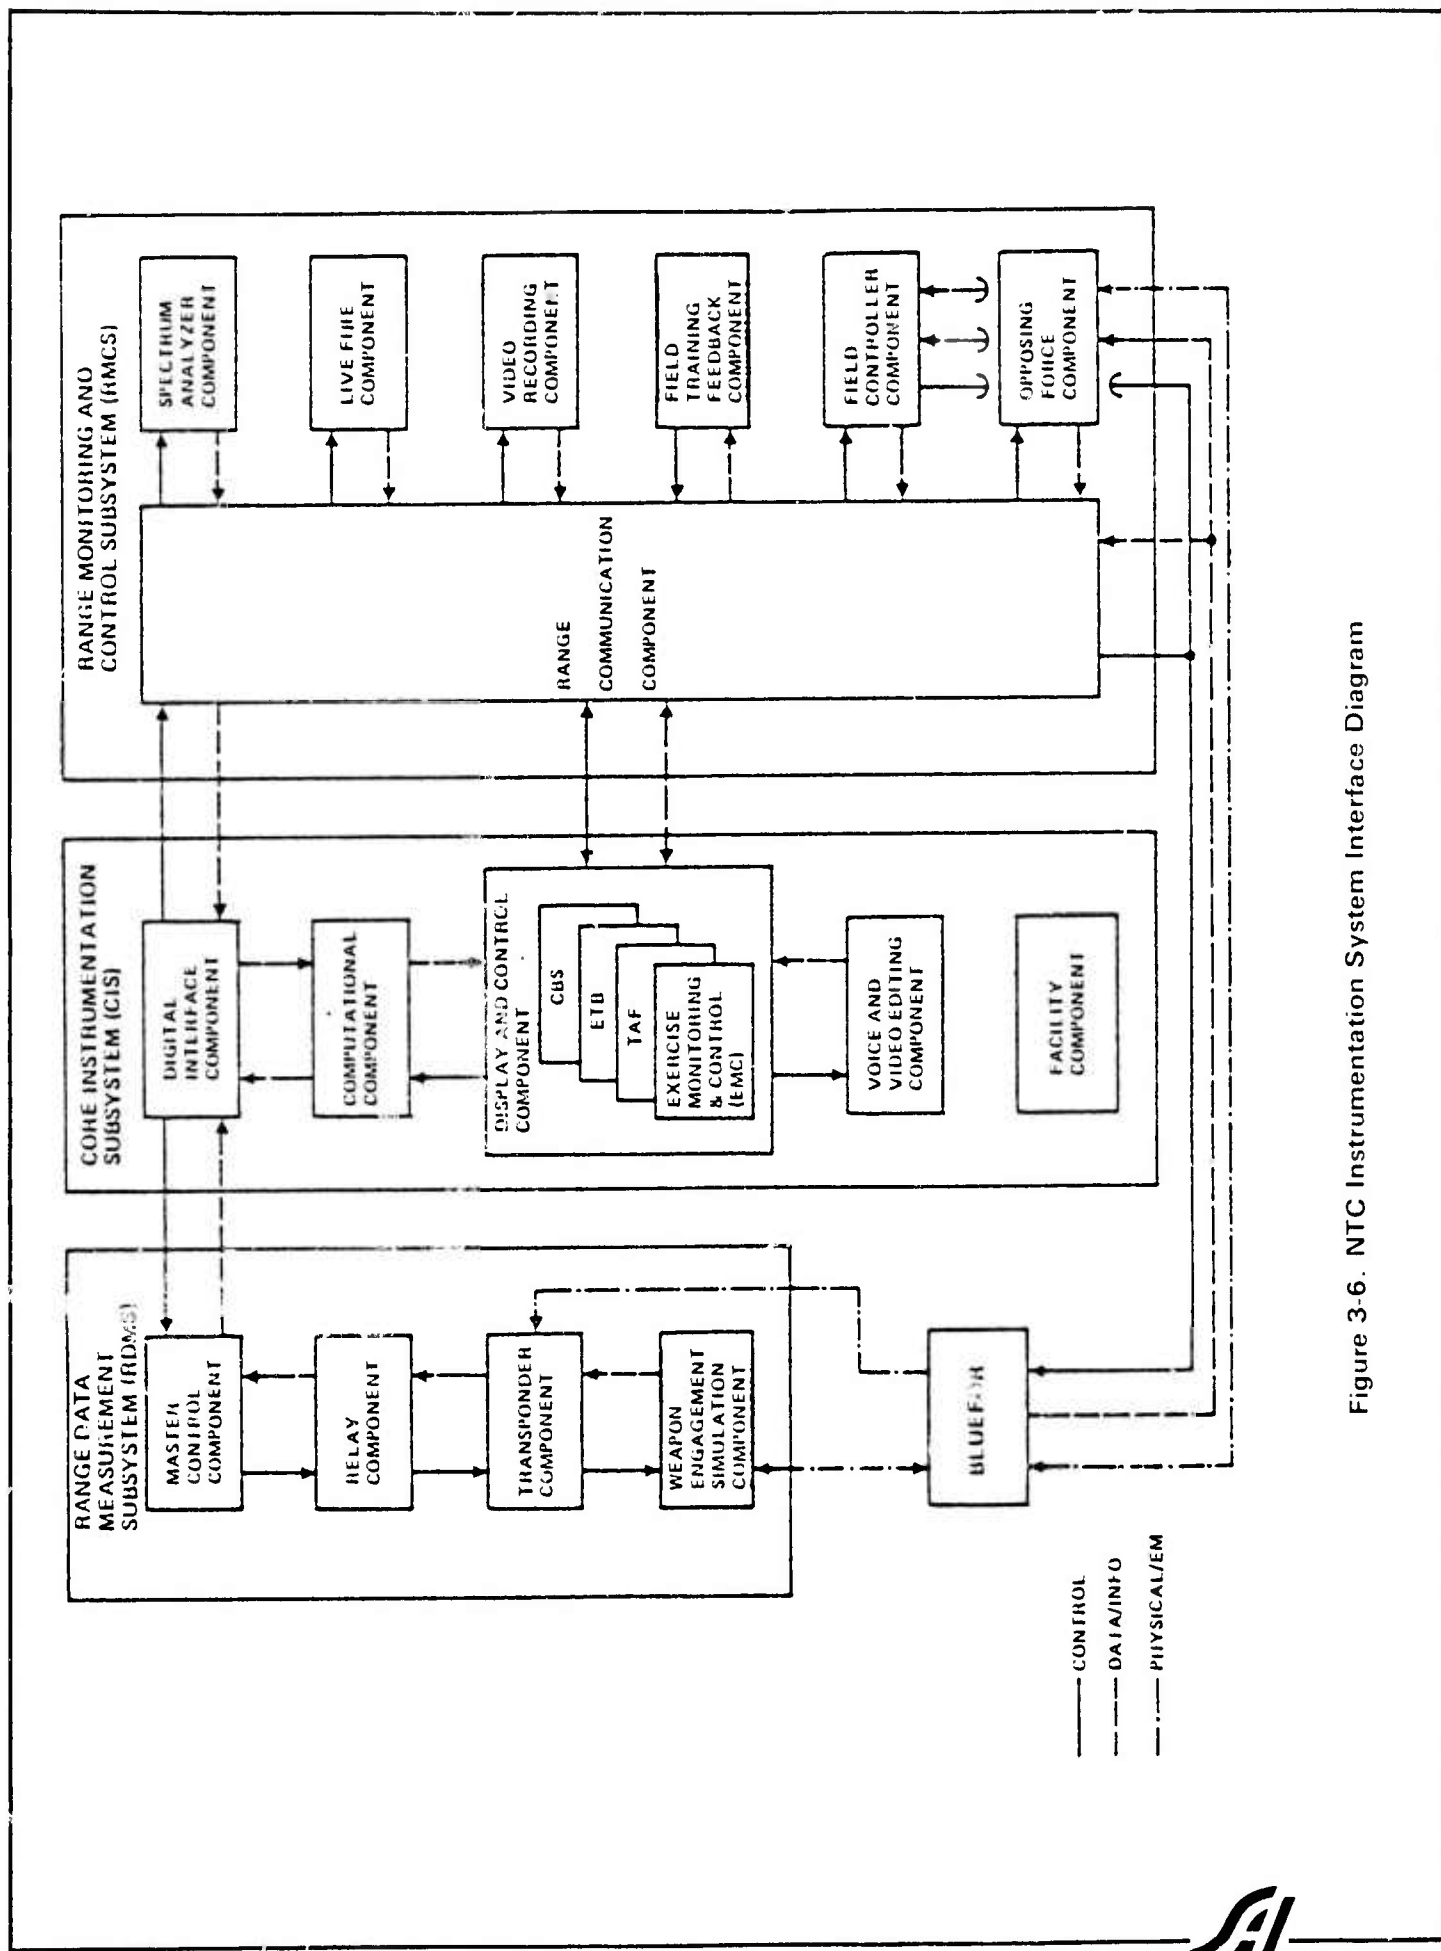 RANGE DATA
MEASUREMENT
SUBSYSTEM (RDMS)
MASTER
CONTROL
COMPONENT
RELAY
COMPONENT
TRANSPONDER
COMPONENT
WEAPON
ENGAGEMENT
SIMULATION
COMPONENT
BLUEFOR
CORE INSTRUMENTATION
SUBSYSTEM (CIS)
DIGITAL
INTERFACE
COMPONENT
COMPUTATIONAL
COMPONENT
DISPLAY AND CONTROL
COMPONENT
CBS
ETB
TAF
EXERCISE
MONITORING
& CONTROL
(EMC)
VOICE AND
VIDEO EDITING
COMPONENT
FACILITY
COMPONENT
RANGE MONITORING AND
CONTROL SUBSYSTEM (RMCS)
RANGE
COMMUNICATION
COMPONENT
SPECTRUM
ANALYZER
COMPONENT
LIVE FIRE
COMPONENT
VIDEO
RECORDING
COMPONENT
FIELD
TRAINING
FEEDBACK
COMPONENT
FIELD
CONTROLLER
COMPONENT
OPPOSING
FORCE
COMPONENT
CONTROL
DATA/INFO
PHYSICAL/EM
Figure 3-6. NTC Instrumentation System Interface Diagram